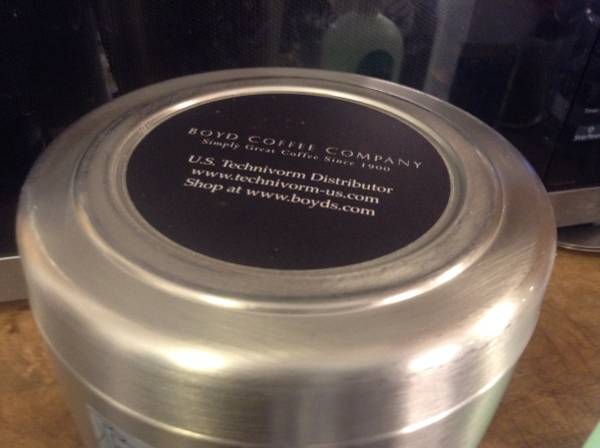 BOYD COFFEE COMPANY
Simply Great Coffee Since 1900
U.S. Technivorm Distributor
www.technivorm-us.com
Shop at www.boyds.com